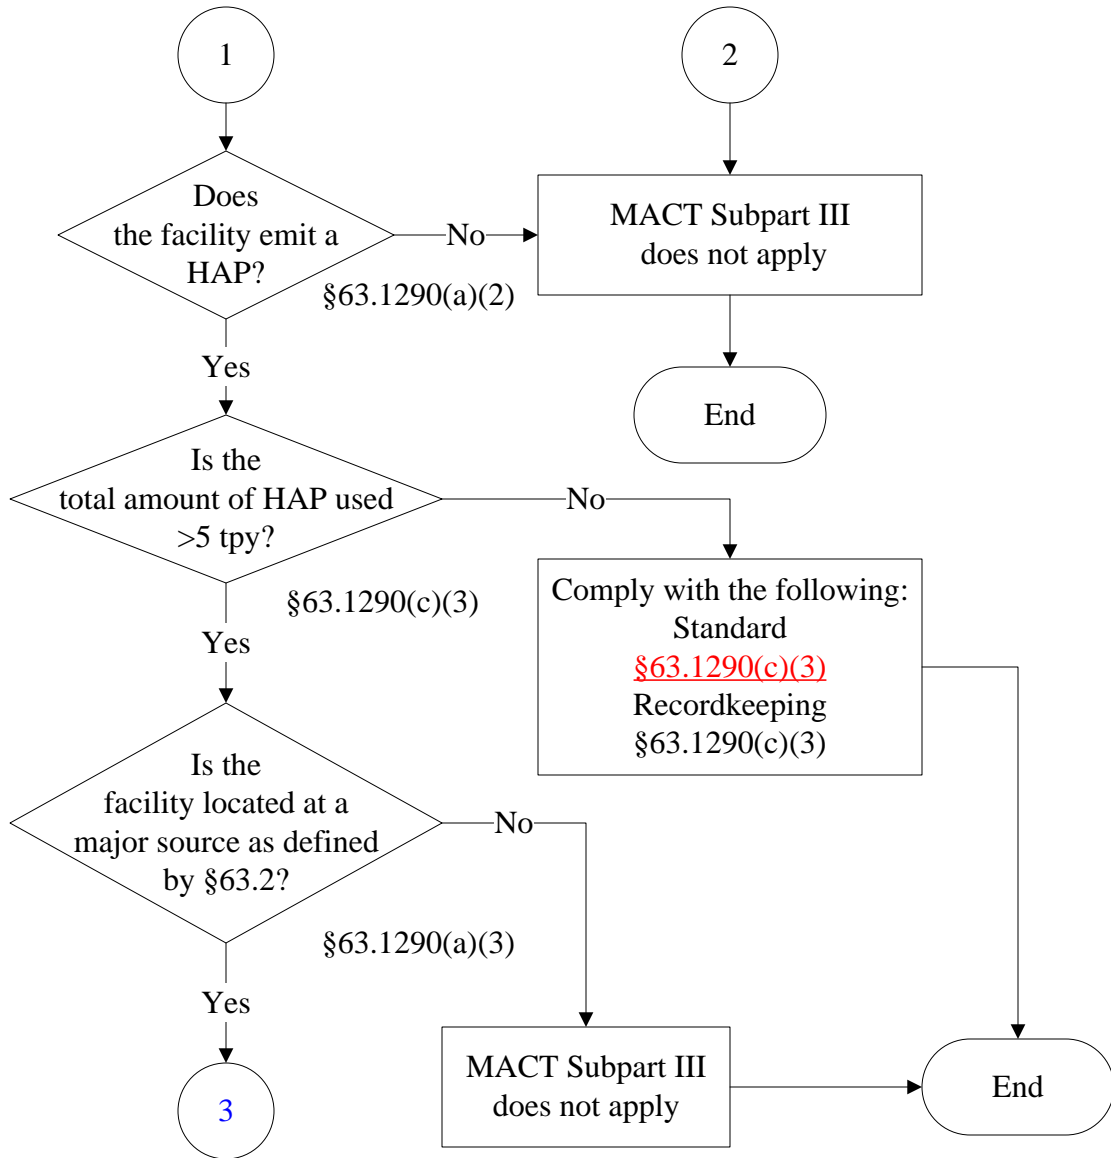 1
2
Does
the facility emit a
HAP?
No
MACT Subpart III
does not apply
§63.1290(a)(2)
Yes
End
Is the
total amount of HAP used
>5 tpy?
No
§63.1290(c)(3)
Comply with the following:
Standard
§63.1290(c)(3)
Recordkeeping
§63.1290(c)(3)
Yes
Is the
facility located at a
major source as defined
by §63.2?
No
§63.1290(a)(3)
Yes
MACT Subpart III
does not apply
End
3